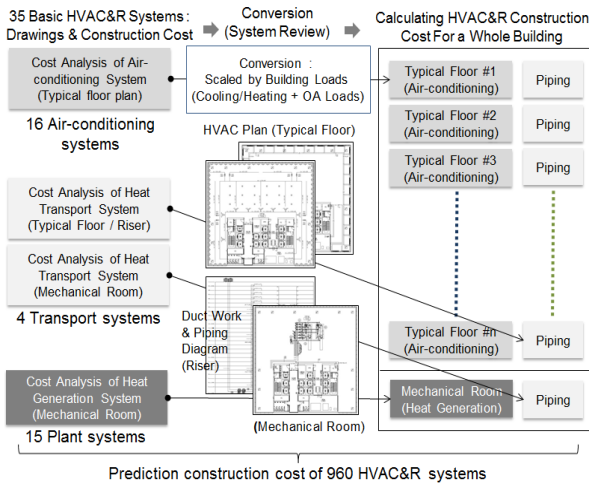 35 Basic HVAC&R Systems :
Drawings & Construction Cost
Conversion
(System Review)
Calculating HVAC&R Construction
Cost For a Whole Building
Cost Analysis of Air-
conditioning System
(Typical floor plan)
16 Air-conditioning
systems
Conversion :
Scaled by Building Loads
(Cooling/Heating + OA Loads)
HVAC Plan (Typical Floor)
Typical Floor #1
(Air-conditioning)
Piping
Typical Floor #2
(Air-conditioning)
Piping
Typical Floor #3
(Air-conditioning)
Piping
Cost Analysis of Heat
Transport System
(Typical Floor / Riser)
Cost Analysis of Heat
Transport System
(Mechanical Room)
4 Transport systems
Duct Work
& Piping
Diagram
(Riser)
(Mechanical Room)
Typical Floor #n
(Air-conditioning)
Piping
Cost Analysis of Heat
Generation System
(Mechanical Room)
15 Plant systems
Mechanical Room
(Heat Generation)
Piping
Prediction construction cost of 960 HVAC&R systems